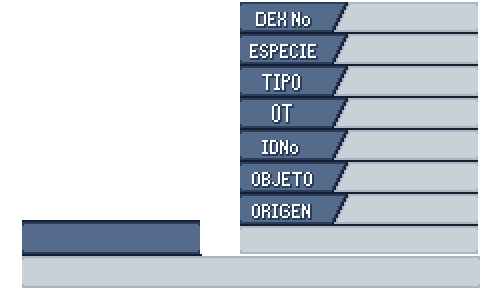 DEX No
ESPECIE
TIPO
OT
IDNo
OBJETO
ORIGEN